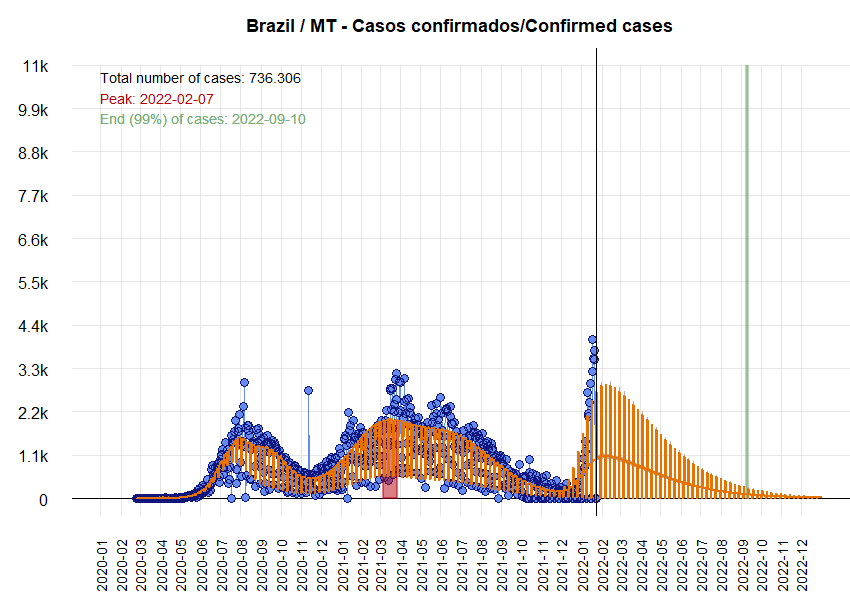 Brazil / MT - Casos confirmados/Confirmed cases
11k
Total number of cases: 736.306
Peak: 2022-02-07
9.9k
End (99%) of cases: 2022-09-10
8.8k
7.7k
6.6k
5.5k
4.4k
3.3k
2.2k
1.1k
0
2020-01
2020-02
2020-03
2020-04
2020-05
2020-06
2020-07
2020-08
2020-09
2020-10
2020-11
2020-12
2021-01
2021-02
2021-03
2021-04
2021-05
2021-06
2021-07
2021-08
2021-09
2021-10
2021-11
2021-12
2022-01
2022-02
2022-03
2022-04
2022-05
2022-06
2022-07
2022-08
2022-09
2022-10
2022-11
2022-12